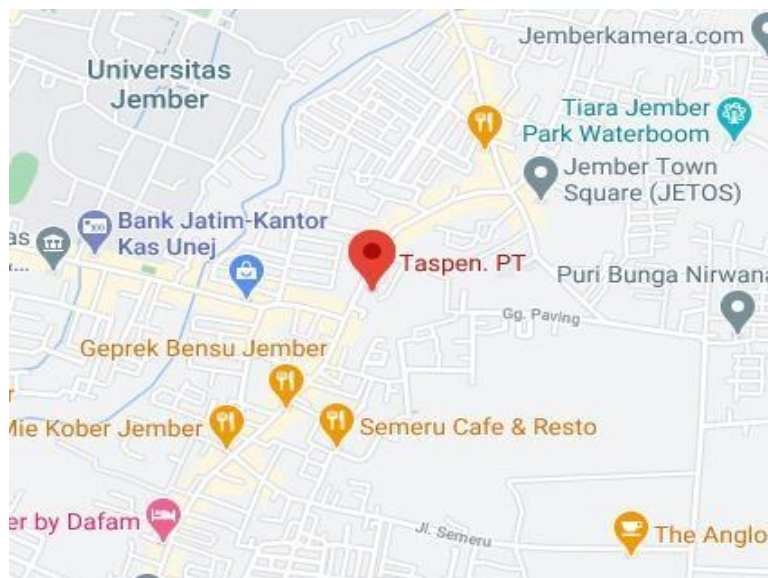 Jemberkamera.com
Universitas
Jember
Tiara Jember
Park Waterboom
Jember Town
Square (JETOS)
Bank Jatim-Kantor
Kas Unej
as
&...
Taspen. PT
Puri Bunga Nirwana
Gg. Paving
Geprek Bensu Jember
Mie Kober Jember
Semeru Cafe & Resto
er by Dafam
Jl. Semeru
The Anglo